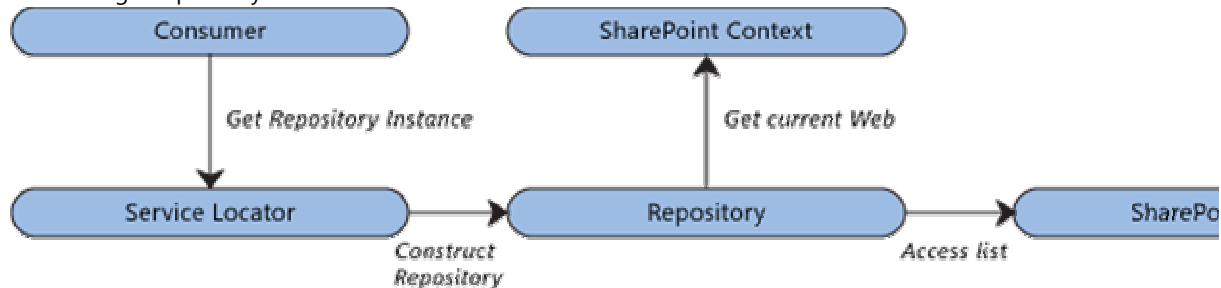 Consumer
SharePoint Context
Get Repository Instance
Get current Web
Service Locator
Repository
Construct
Repository
Access list